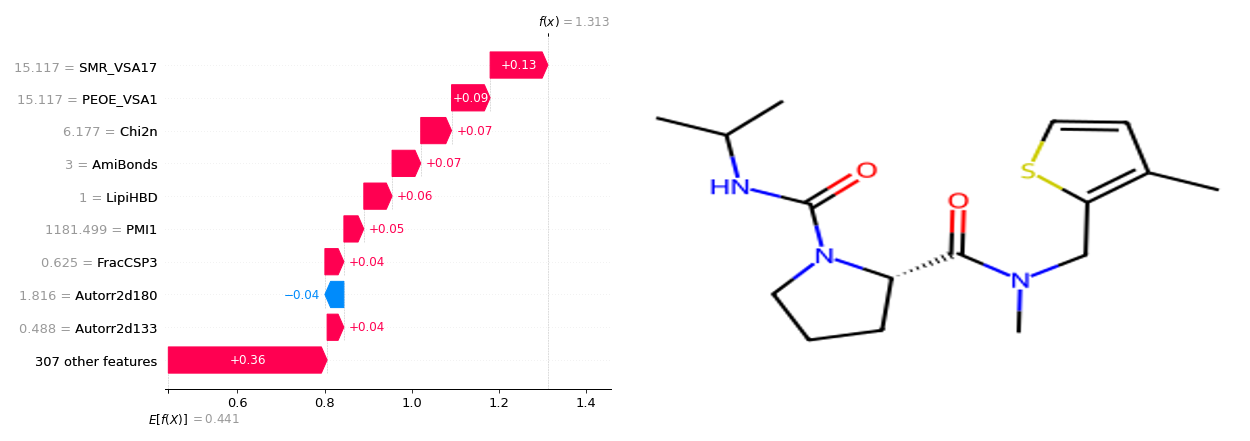 f(x) = 1.313
15.117 = SMR_VSA17
+0.13
15.117 = PEOE_VSA1
+0.09
6.177 = Chi2n
+0.07
3 = AmiBonds
+0.07
1 = LipiHBD
+0.06
1181.499 = PMI1
+0.05
0.625 = FracCSP3
+0.04
1.816 = Autorr2d180
−0.04
0.488 = Autorr2d133
+0.04
307 other features
+0.36
0.6 0.8 1.0 1.2 1.4
E[f(X)] = 0.441
O
S
HN
O
N
N